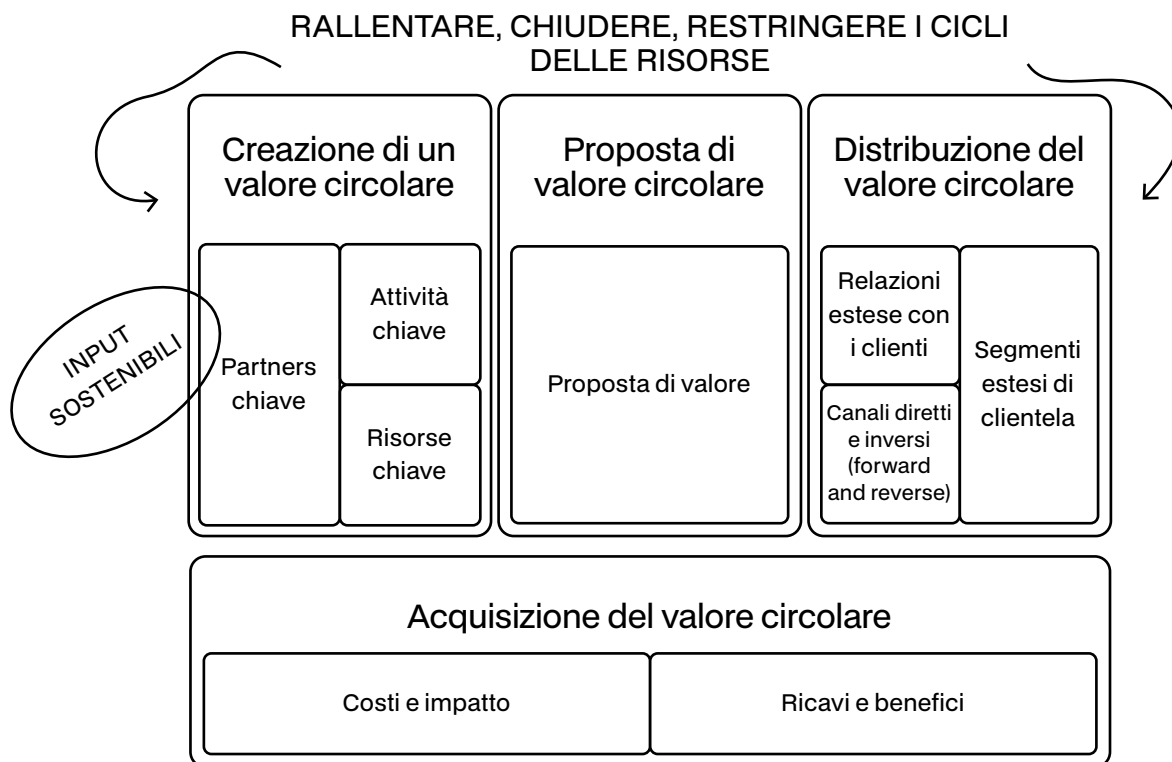 RALLENTARE, CHIUDERE, RESTRINGERE I CICLI
DELLE RISORSE
Creazione di un
valore circolare
Proposta di
valore circolare
Distribuzione del
valore circolare
INPUT
SOSTENIBILI
Partners
chiave
Attività
chiave
Risorse
chiave
Proposta di valore
Relazioni
estese con
i clienti
Canali diretti
e inversi
(forward
and reverse)
Segmenti
estesi di
clientela
Acquisizione del valore circolare
Costi e impatto
Ricavi e benefici